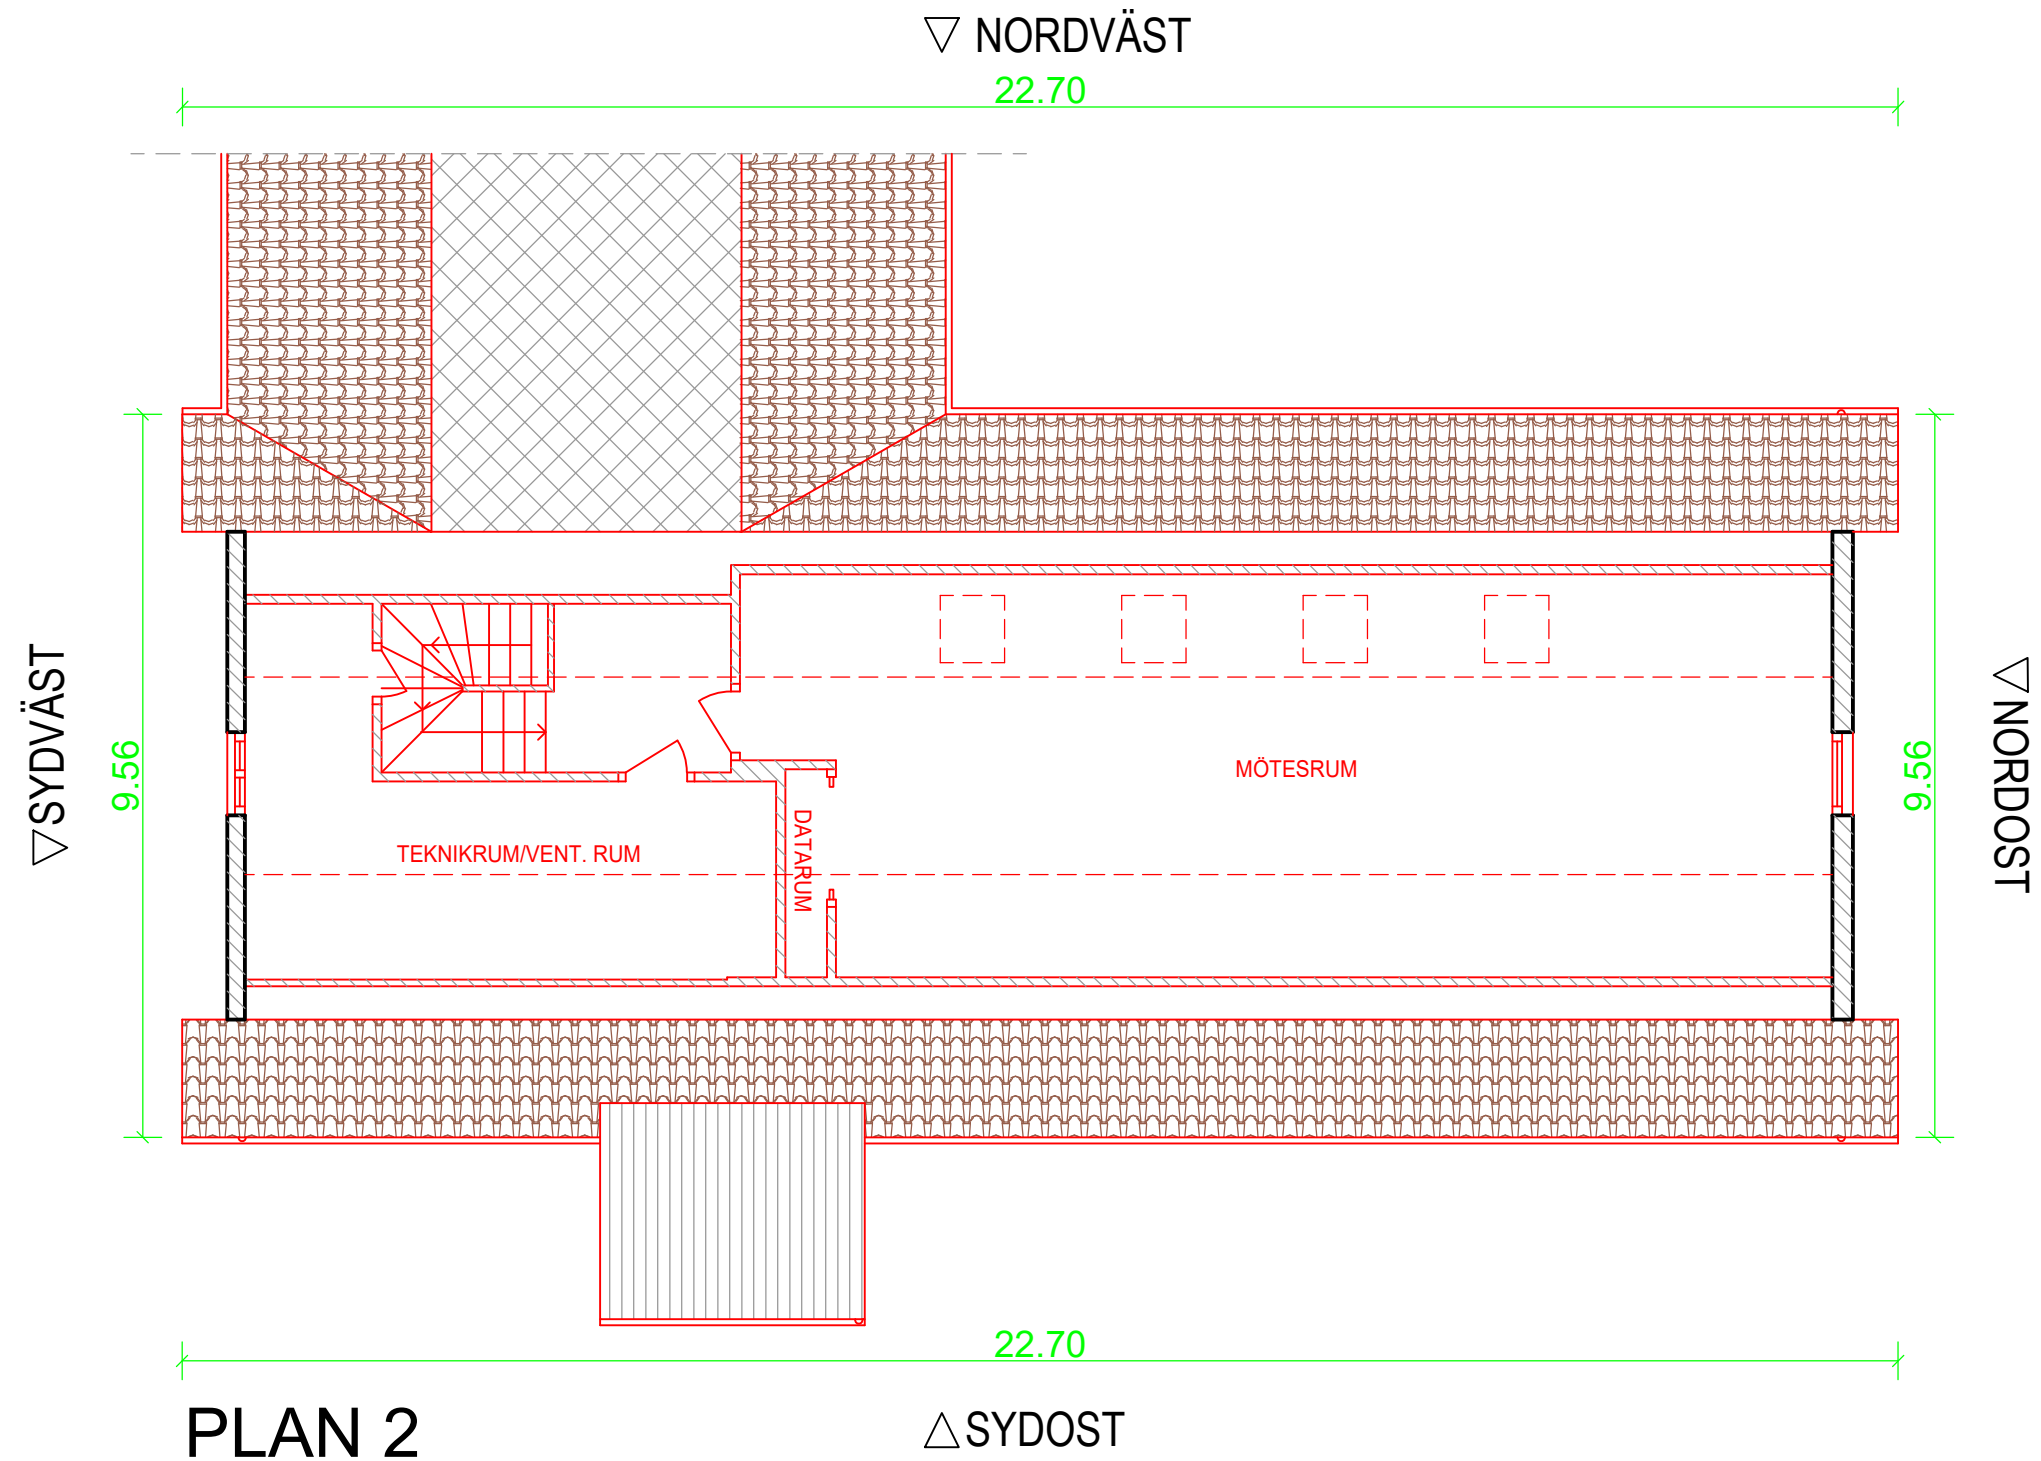 NORDVÄST
22.70
SYDVÄST
9.56
MÖTESRUM
9.56
NORDOST
TEKNIKRUM/VENT. RUM
DATARUM
22.70
PLAN 2
SYDOST